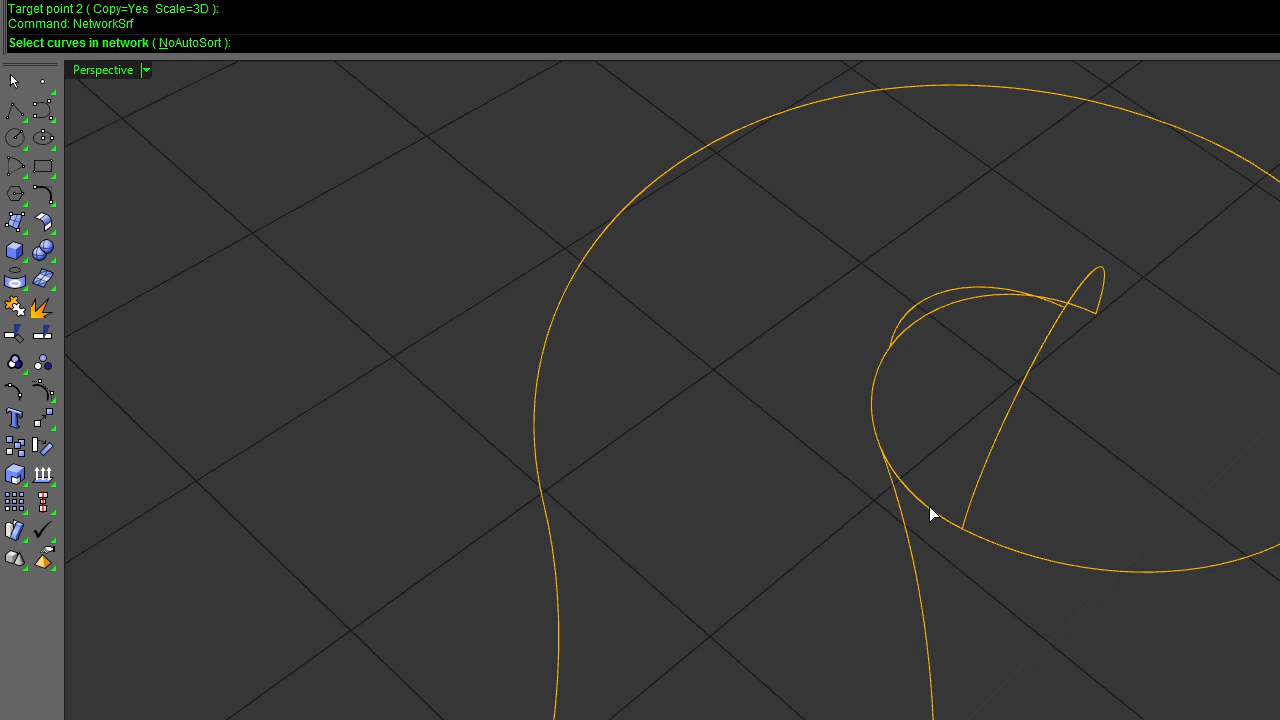 Target point 2 ( Copy=Yes  Scale=3D ):
Command: NetworkSrf
Select curves in network ( NoAutoSort ):
Perspective